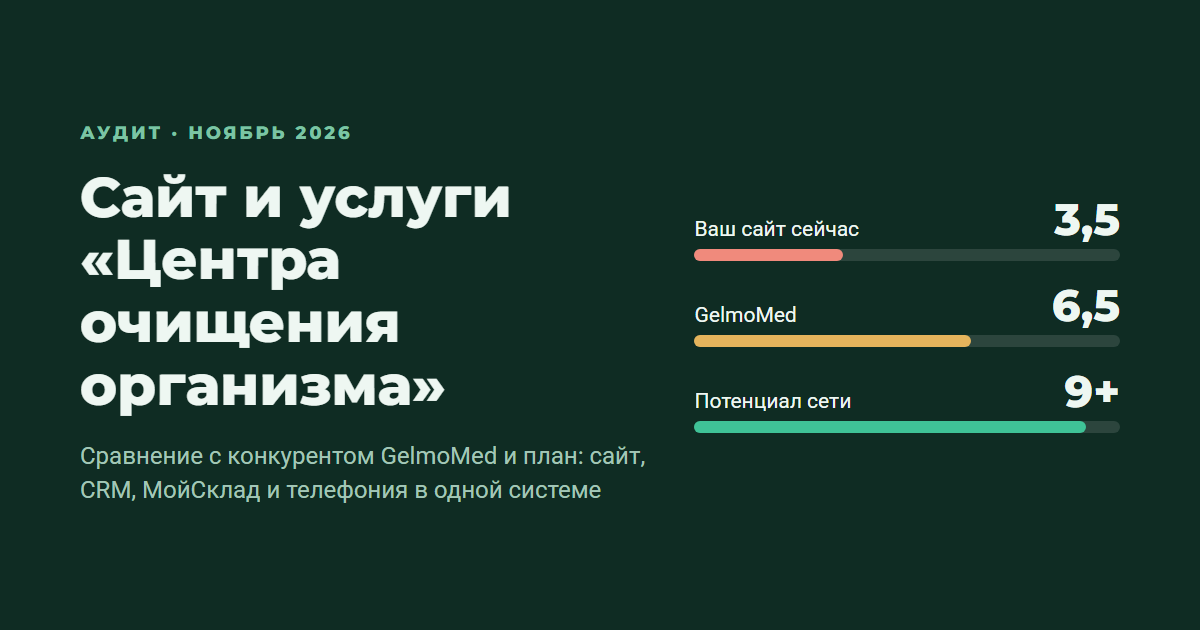 АУДИТ · НОЯБРЬ 2026
Сайт и услуги
«Центра
очищения
организма»
Сравнение с конкурентом GelmoMed и план: сайт,
CRM, МойСклад и телефония в одной системе
Ваш сайт сейчас 3,5
GelmoMed 6,5
Потенциал сети 9+